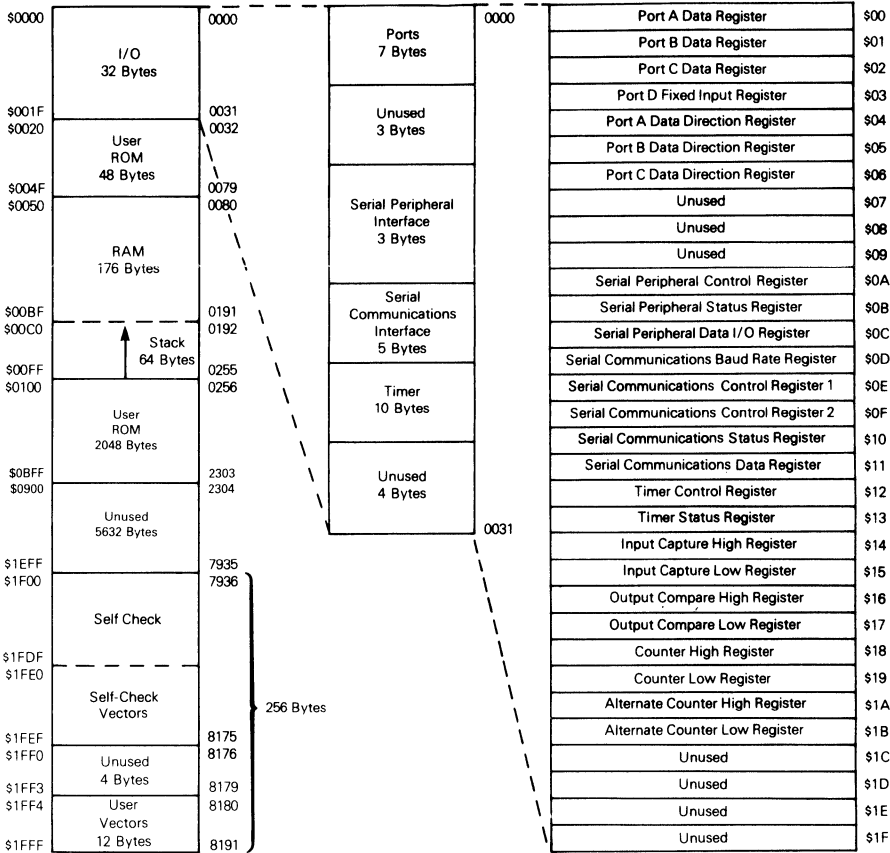 $0000
I/O
32 Bytes
0000
$001F
0031
$0020
0032
User
ROM
48 Bytes
$004F
0079
$0050
0080
RAM
176 Bytes
$00BF
0191
$00C0
0192
Stack
64 Bytes
$00FF
0255
$0100
0256
User
ROM
2048 Bytes
$0BFF
2303
$0900
2304
Unused
5632 Bytes
$1EFF
7935
$1F00
7936
Self Check
$1FDF
$1FE0
Self-Check
Vectors
256 Bytes
$1FEF
8175
$1FF0
8176
Unused
4 Bytes
$1FF3
8179
$1FF4
8180
User
Vectors
12 Bytes
$1FFF
8191
0000
Ports
7 Bytes
Unused
3 Bytes
Serial Peripheral
Interface
3 Bytes
Serial
Communications
Interface
5 Bytes
Timer
10 Bytes
Unused
4 Bytes
0031
Port A Data Register $00
Port B Data Register $01
Port C Data Register $02
Port D Fixed Input Register $03
Port A Data Direction Register $04
Port B Data Direction Register $05
Port C Data Direction Register $06
Unused $07
Unused $08
Unused $09
Serial Peripheral Control Register $0A
Serial Peripheral Status Register $0B
Serial Peripheral Data I/O Register $0C
Serial Communications Baud Rate Register $0D
Serial Communications Control Register 1 $0E
Serial Communications Control Register 2 $0F
Serial Communications Status Register $10
Serial Communications Data Register $11
Timer Control Register $12
Timer Status Register $13
Input Capture High Register $14
Input Capture Low Register $15
Output Compare High Register $16
Output Compare Low Register $17
Counter High Register $18
Counter Low Register $19
Alternate Counter High Register $1A
Alternate Counter Low Register $1B
Unused $1C
Unused $1D
Unused $1E
Unused $1F